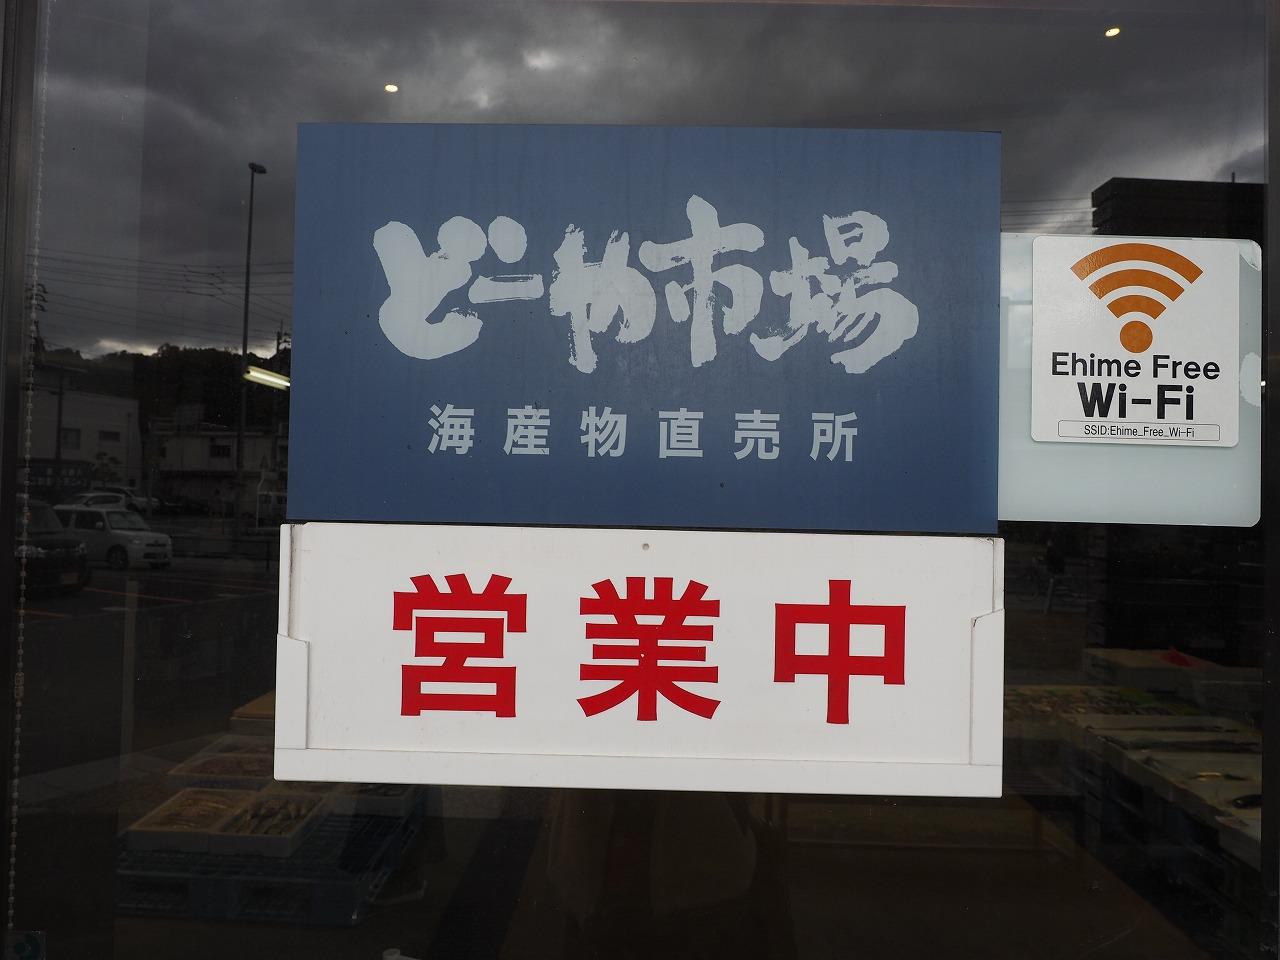 どーや市場
海産物直売所
営業中
Ehime Free
Wi-Fi
SSID:Ehime_Free_Wi-Fi